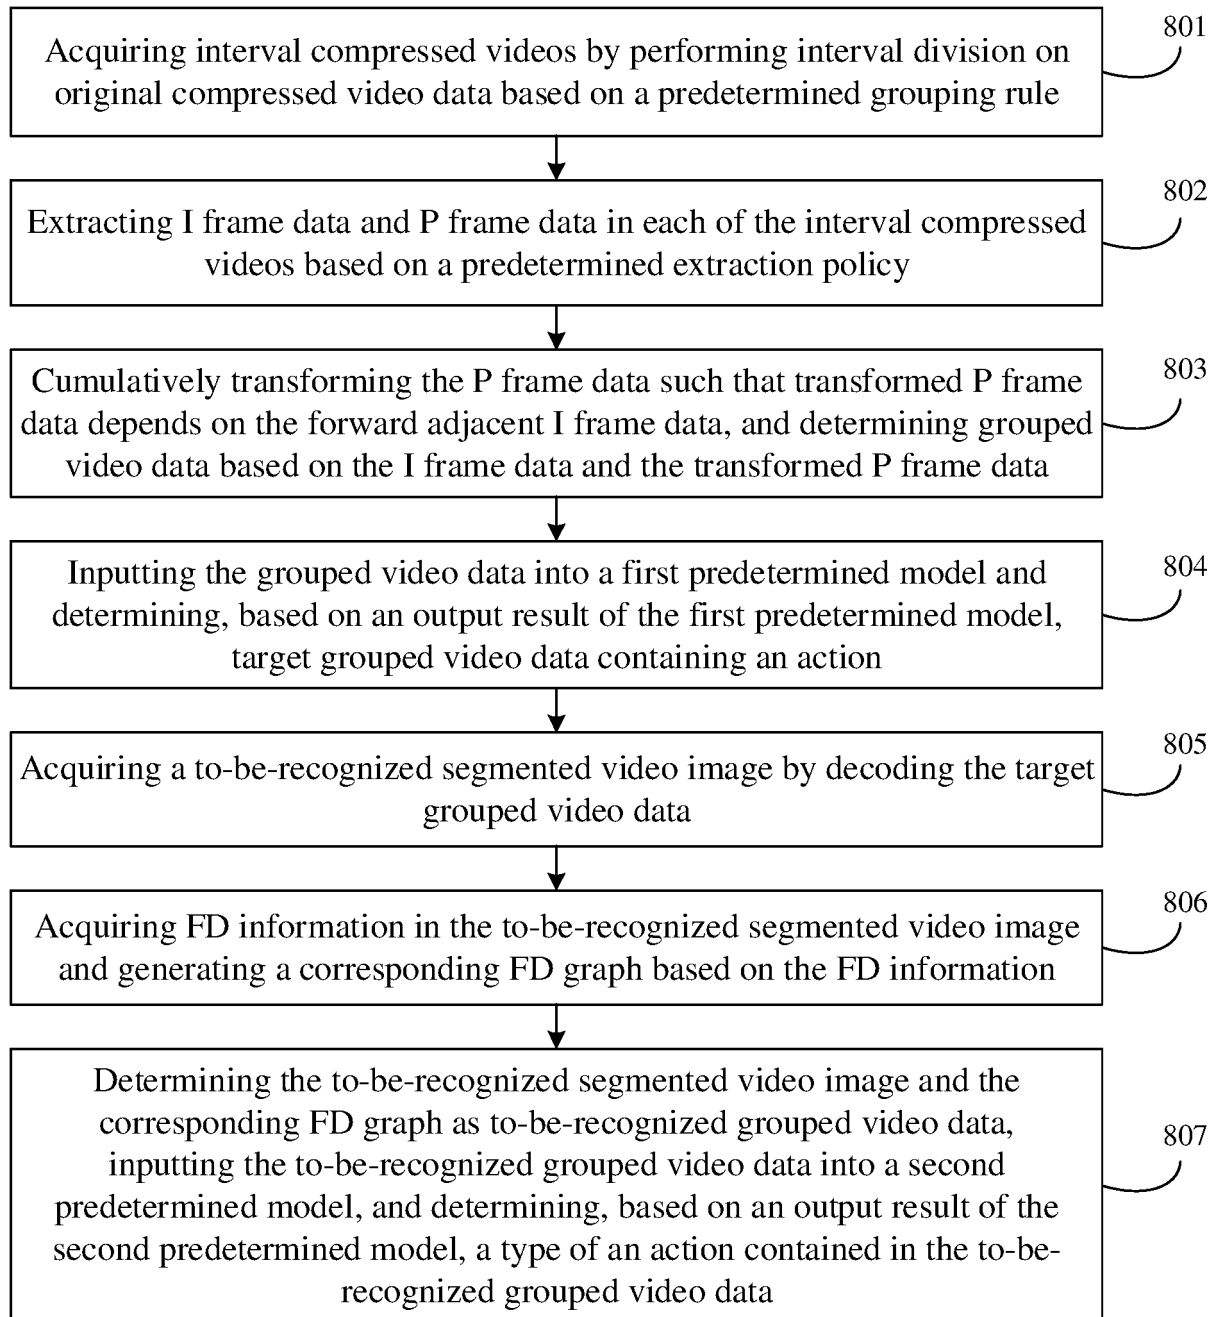 Acquiring interval compressed videos by performing interval division on
original compressed video data based on a predetermined grouping rule
801
Extracting I frame data and P frame data in each of the interval compressed
videos based on a predetermined extraction policy
802
Cumulatively transforming the P frame data such that transformed P frame
data depends on the forward adjacent I frame data, and determining grouped
video data based on the I frame data and the transformed P frame data
803
Inputting the grouped video data into a first predetermined model and
determining, based on an output result of the first predetermined model,
target grouped video data containing an action
804
Acquiring a to-be-recognized segmented video image by decoding the target
grouped video data
805
Acquiring FD information in the to-be-recognized segmented video image
and generating a corresponding FD graph based on the FD information
806
Determining the to-be-recognized segmented video image and the
corresponding FD graph as to-be-recognized grouped video data,
inputting the to-be-recognized grouped video data into a second
predetermined model, and determining, based on an output result of the
second predetermined model, a type of an action contained in the to-be-
recognized grouped video data
807